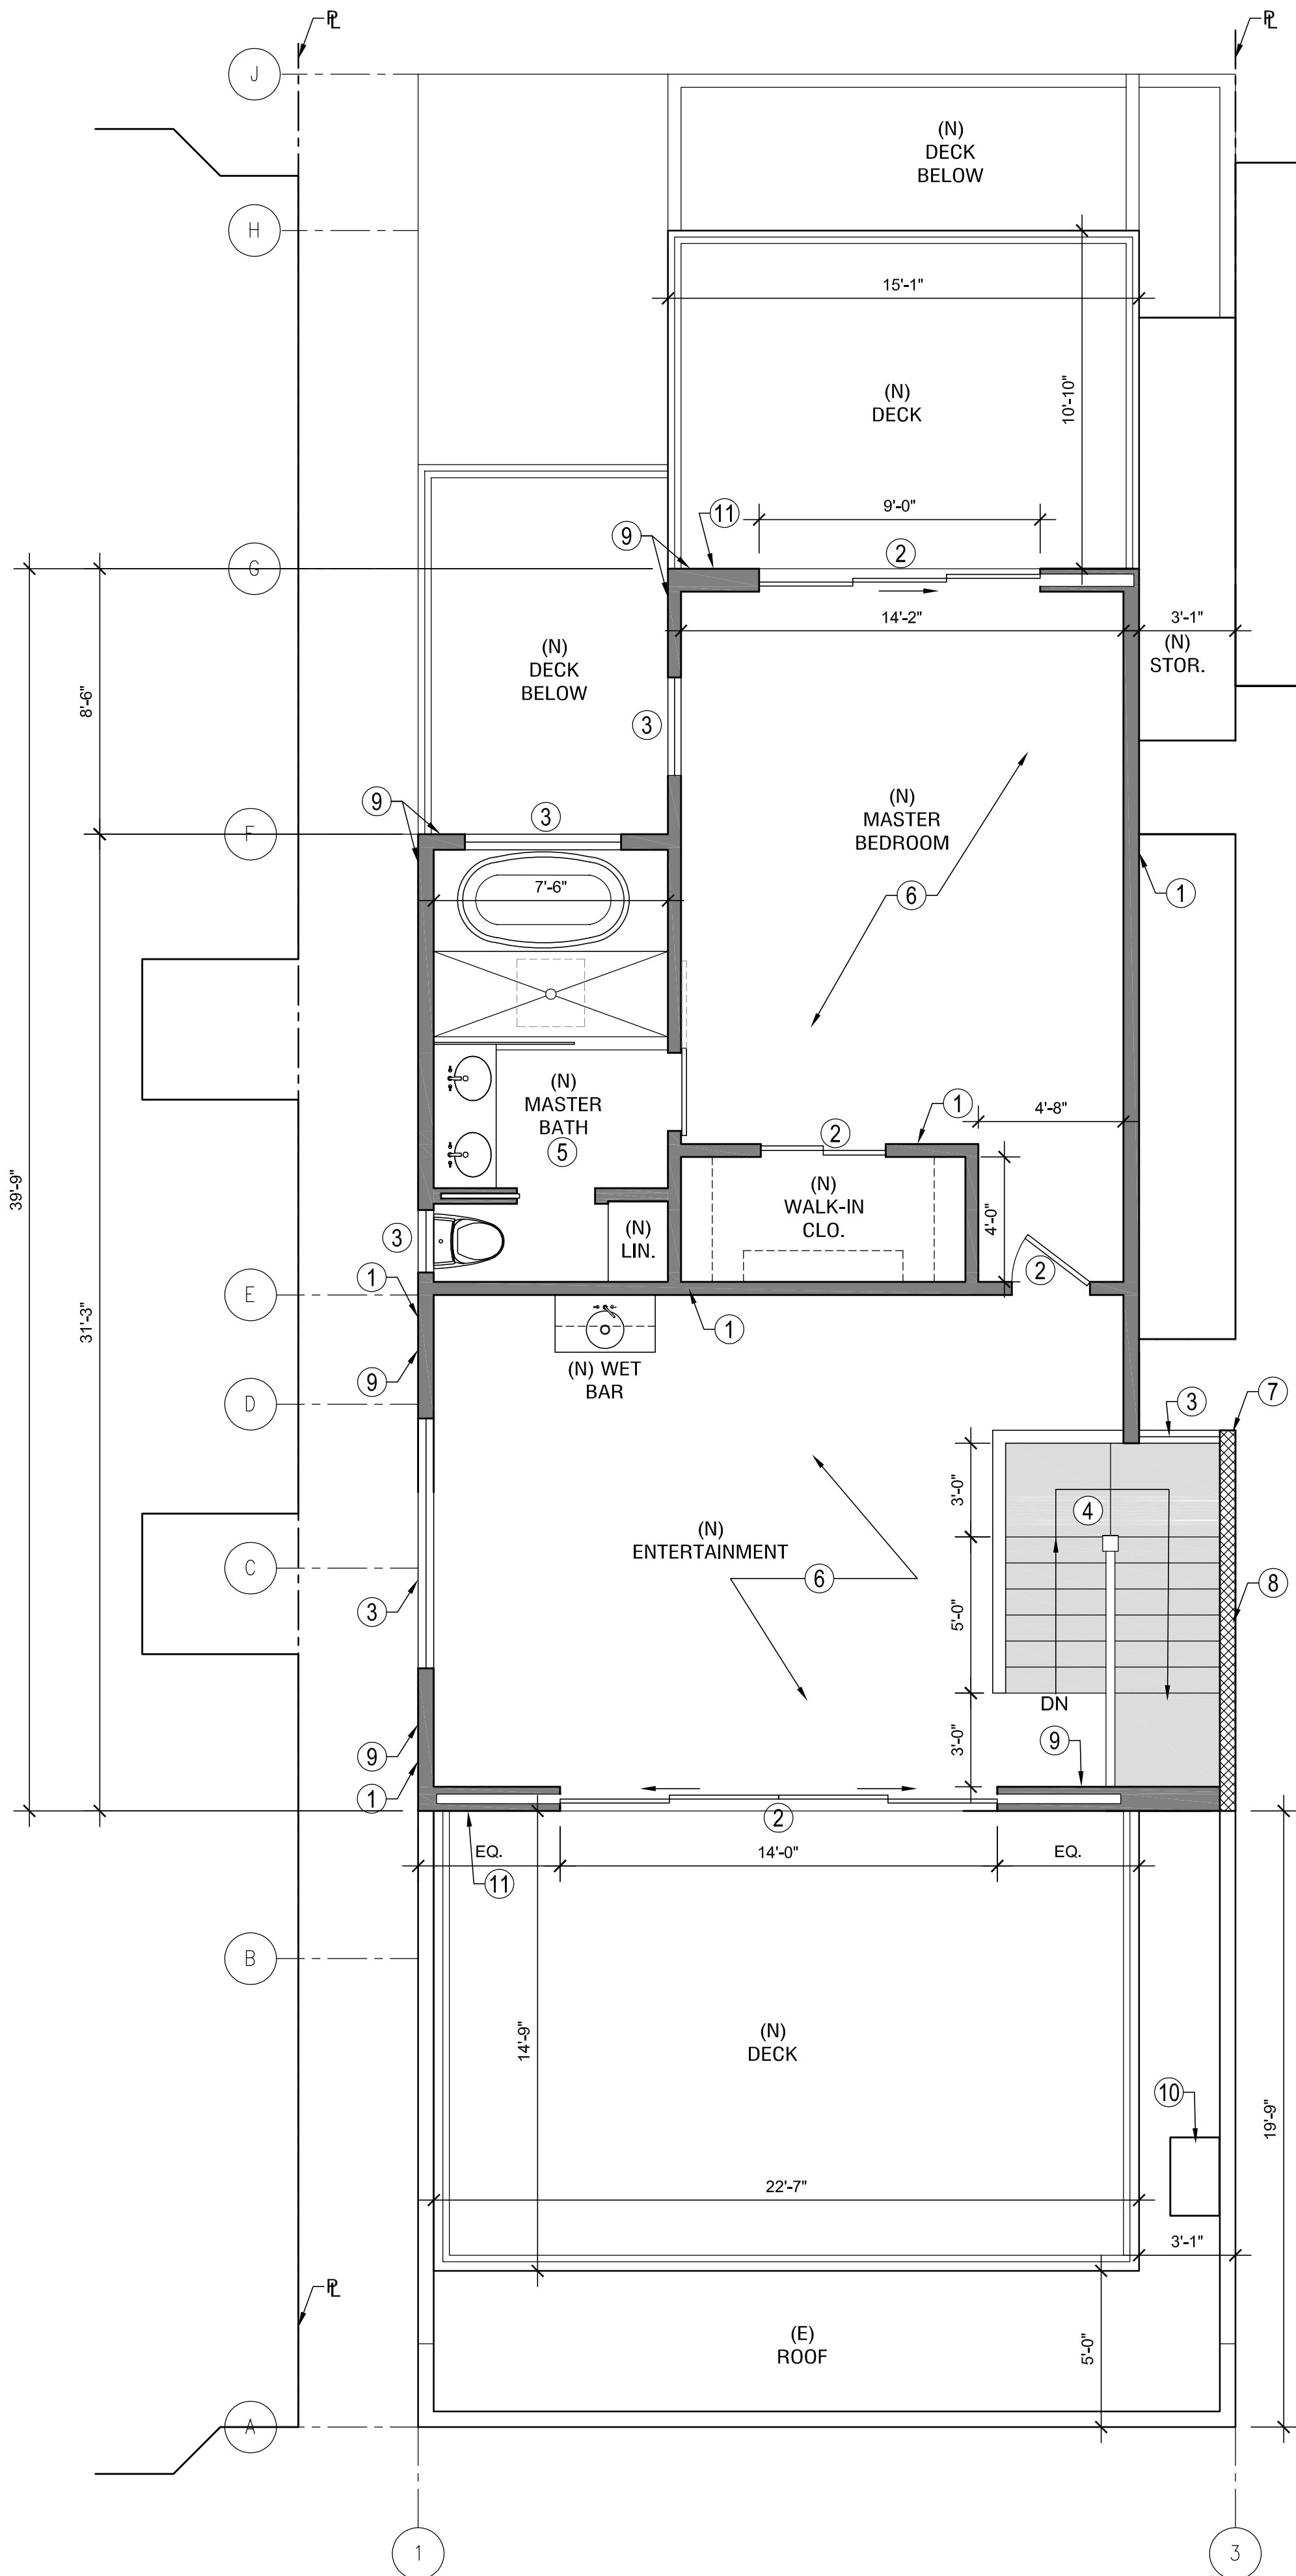 PL
PL
J
(N)
DECK
BELOW
H
15'-1"
(N)
DECK
10'-10"
9'-0"
11
9
2
G
14'-2"
3'-1"
(N)
STOR.
(N)
DECK
BELOW
8'-6"
3
(N)
MASTER
BEDROOM
9
3
F
7'-6"
6
1
(N)
MASTER
BATH
5
1
4'-8"
2
39'-9"
(N)
WALK-IN
CLO.
4'-0"
3
(N)
LIN.
2
1
E
31'-3"
1
9
(N) WET
BAR
D
3
7
3'-0"
4
(N)
ENTERTAINMENT
C
6
8
3
5'-0"
DN
3'-0"
9
9
1
2
EQ.
14'-0"
EQ.
11
B
(N)
DECK
14'-9"
10
19'-9"
22'-7"
3'-1"
PL
(E)
ROOF
5'-0"
A
1
3